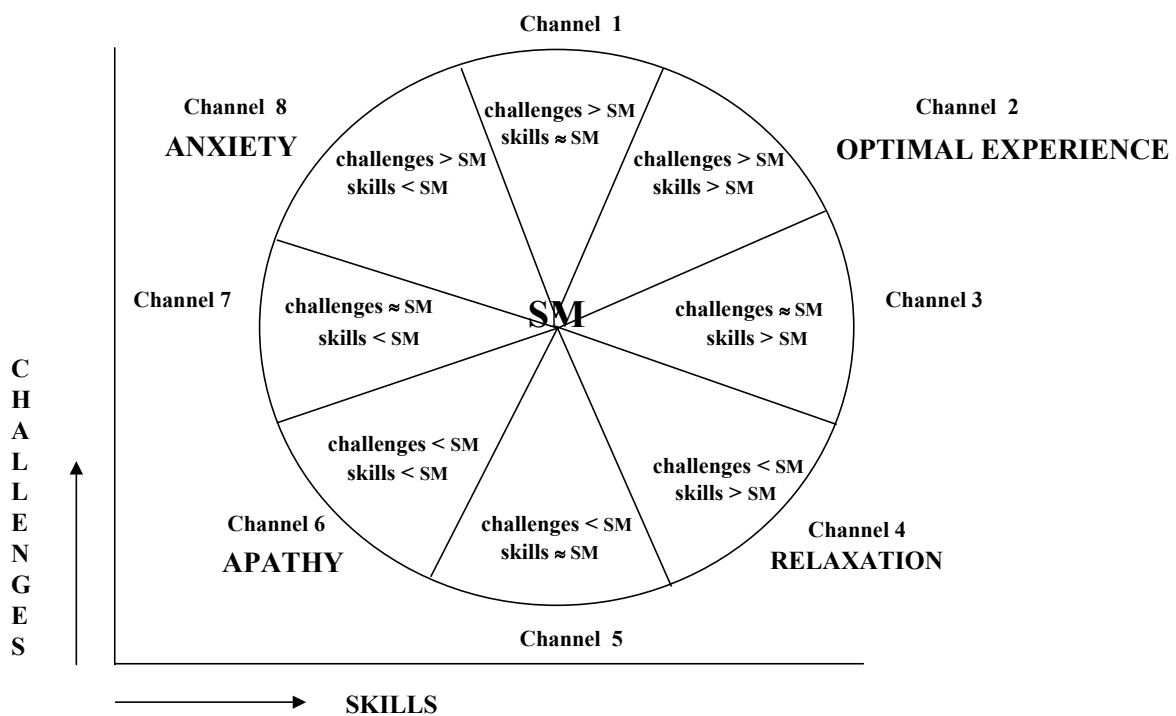 Channel 1
Channel 8
ANXIETY
challenges > SM
skills ≈ SM
Channel 2
OPTIMAL EXPERIENCE
challenges > SM
skills < SM
challenges > SM
skills > SM
Channel 7
challenges ≈ SM
skills < SM
SM
challenges ≈ SM
skills > SM
Channel 3
CHALLENGES
challenges < SM
skills < SM
challenges < SM
skills > SM
Channel 6
APATHY
challenges < SM
skills ≈ SM
Channel 4
RELAXATION
Channel 5
SKILLS